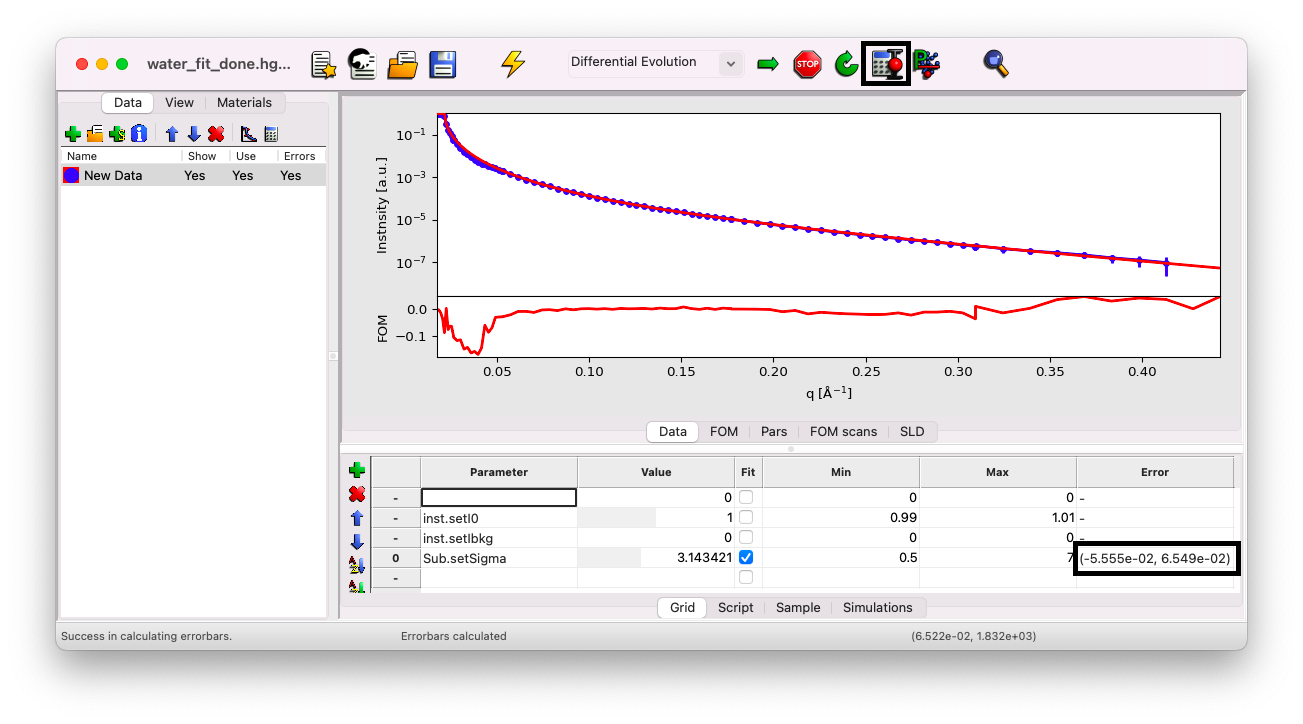 water_fit_done.hg...
Differential Evolution
STOP
Data View Materials
Name Show Use Errors
New Data Yes Yes Yes
10⁻¹
10⁻³
10⁻⁵
10⁻⁷
Instnsity [a.u.]
0.0
−0.1
FOM
0.05 0.10 0.15 0.20 0.25 0.30 0.35 0.40
q [Å⁻¹]
Data FOM Pars FOM scans SLD
Parameter Value Fit Min Max Error
- 0 0 0 -
- inst.setI0 1 0.99 1.01 -
- inst.setIbkg 0 0 0 -
0 Sub.setSigma 3.143421 0.5 7 (-5.555e-02, 6.549e-02)
-
Grid Script Sample Simulations
Success in calculating errorbars. Errorbars calculated (6.522e-02, 1.832e+03)